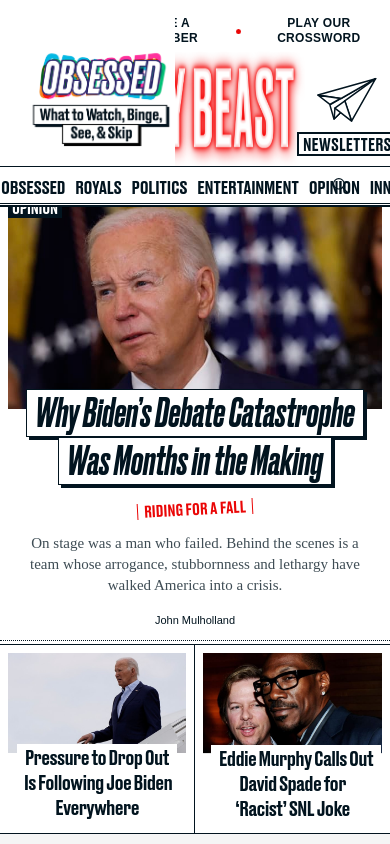 PLAY OUR
CROSSWORD
OBSESSED
What to Watch, Binge,
See, & Skip
BEAST
NEWSLETTERS
OBSESSED ROYALS POLITICS ENTERTAINMENT OPINION
OPINION
Why Biden's Debate Catastrophe
Was Months in the Making
RIDING FOR A FALL
On stage was a man who failed. Behind the scenes is a
team whose arrogance, stubbornness and lethargy have
walked America into a crisis.
John Mulholland
Pressure to Drop Out
Is Following Joe Biden
Everywhere
Eddie Murphy Calls Out
David Spade for
‘Racist’ SNL Joke